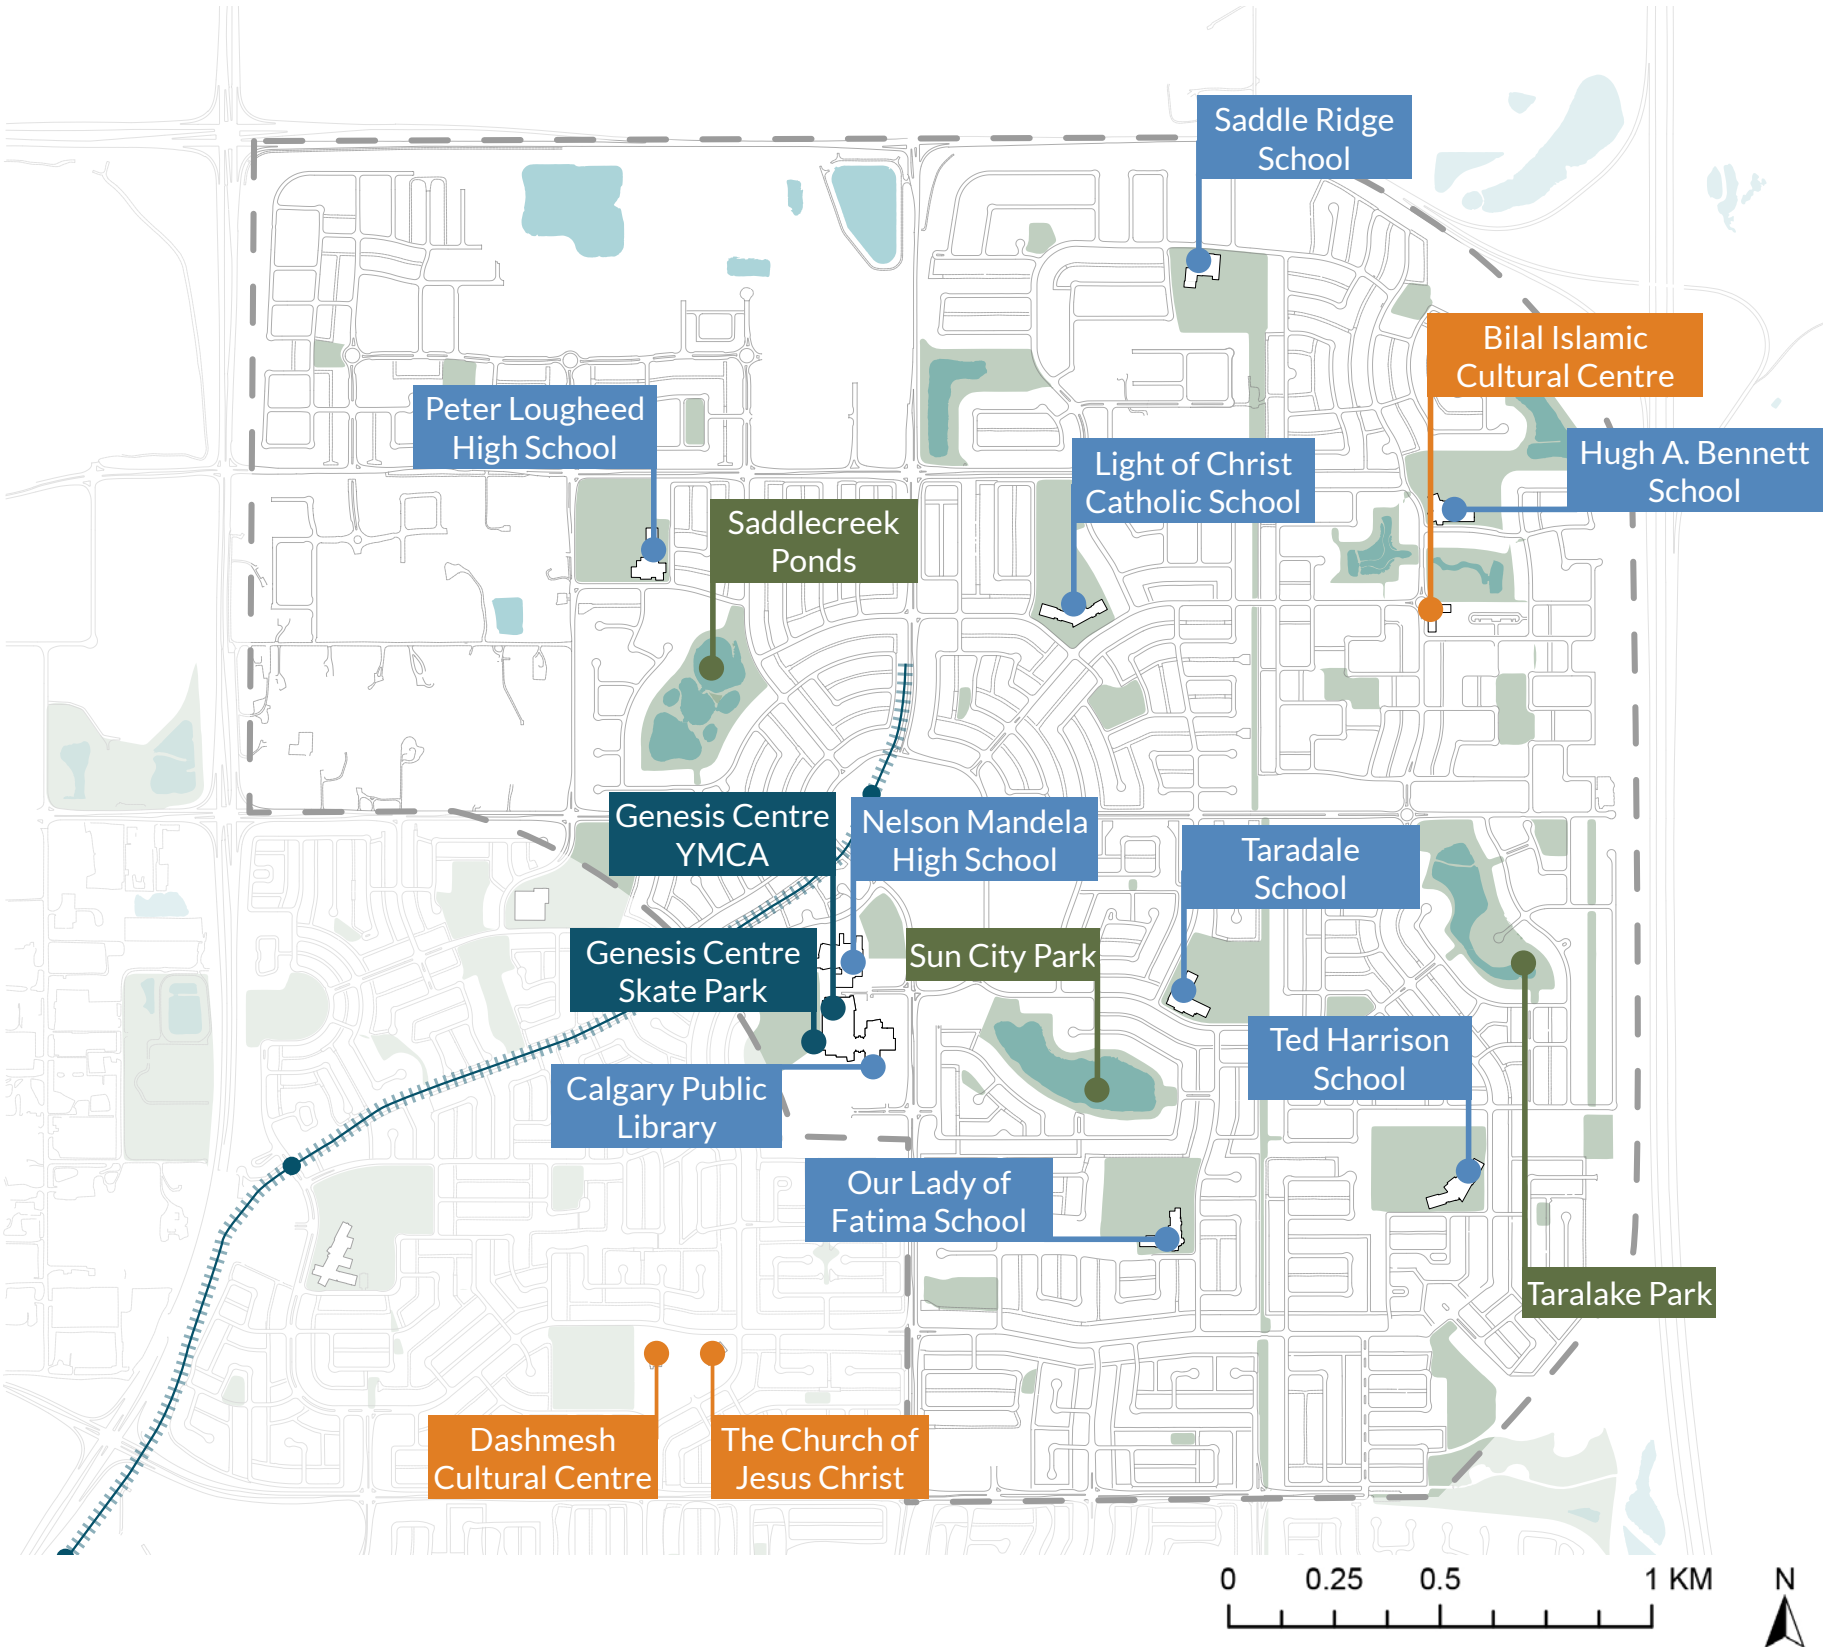 Saddle Ridge
School
Bilal Islamic
Cultural Centre
Peter Lougheed
High School
Light of Christ
Catholic School
Hugh A. Bennett
School
Saddlecreek
Ponds
Genesis Centre
YMCA
Nelson Mandela
High School
Taradale
School
Genesis Centre
Skate Park
Sun City Park
Ted Harrison
School
Calgary Public
Library
Our Lady of
Fatima School
Taralake Park
Dashmesh
Cultural Centre
The Church of
Jesus Christ
0 0.25 0.5 1 KM
N